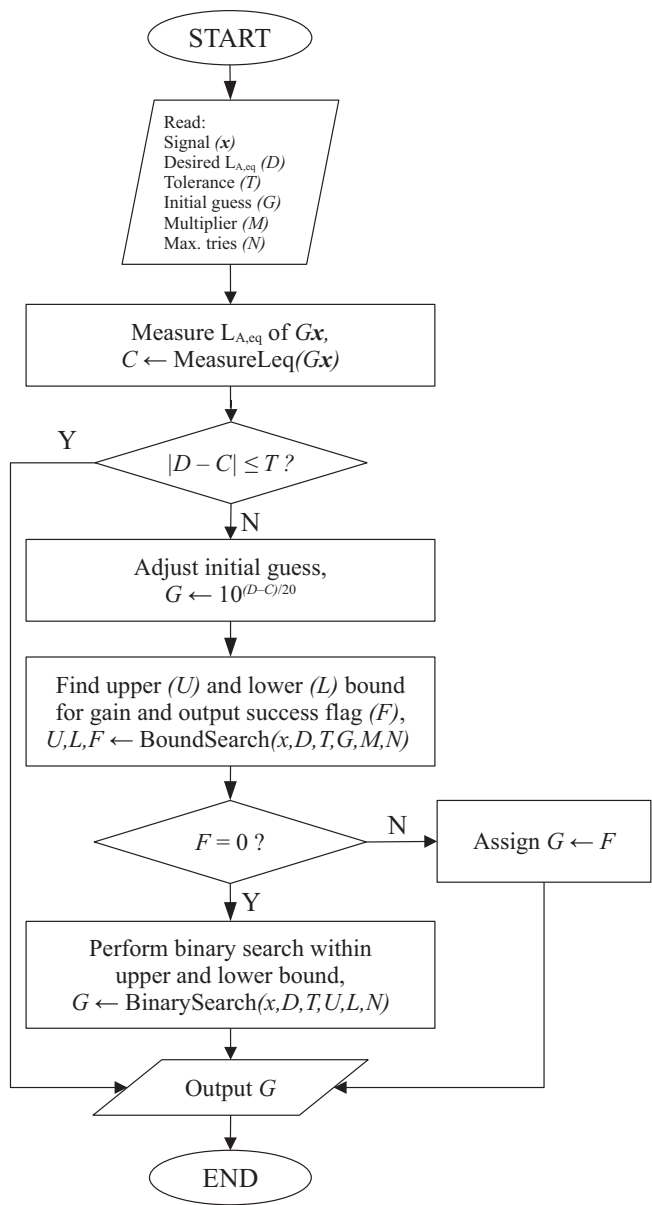 START
Read:
Signal (x)
Desired L_A,eq (D)
Tolerance (T)
Initial guess (G)
Multiplier (M)
Max. tries (N)
Measure L_A,eq of Gx,
C ← MeasureLeq(Gx)
Y
|D – C| ≤ T ?
N
Adjust initial guess,
G ← 10^(D–C)/20
Find upper (U) and lower (L) bound
for gain and output success flag (F),
U,L,F ← BoundSearch(x,D,T,G,M,N)
F = 0 ?
N
Assign G ← F
Y
Perform binary search within
upper and lower bound,
G ← BinarySearch(x,D,T,U,L,N)
Output G
END